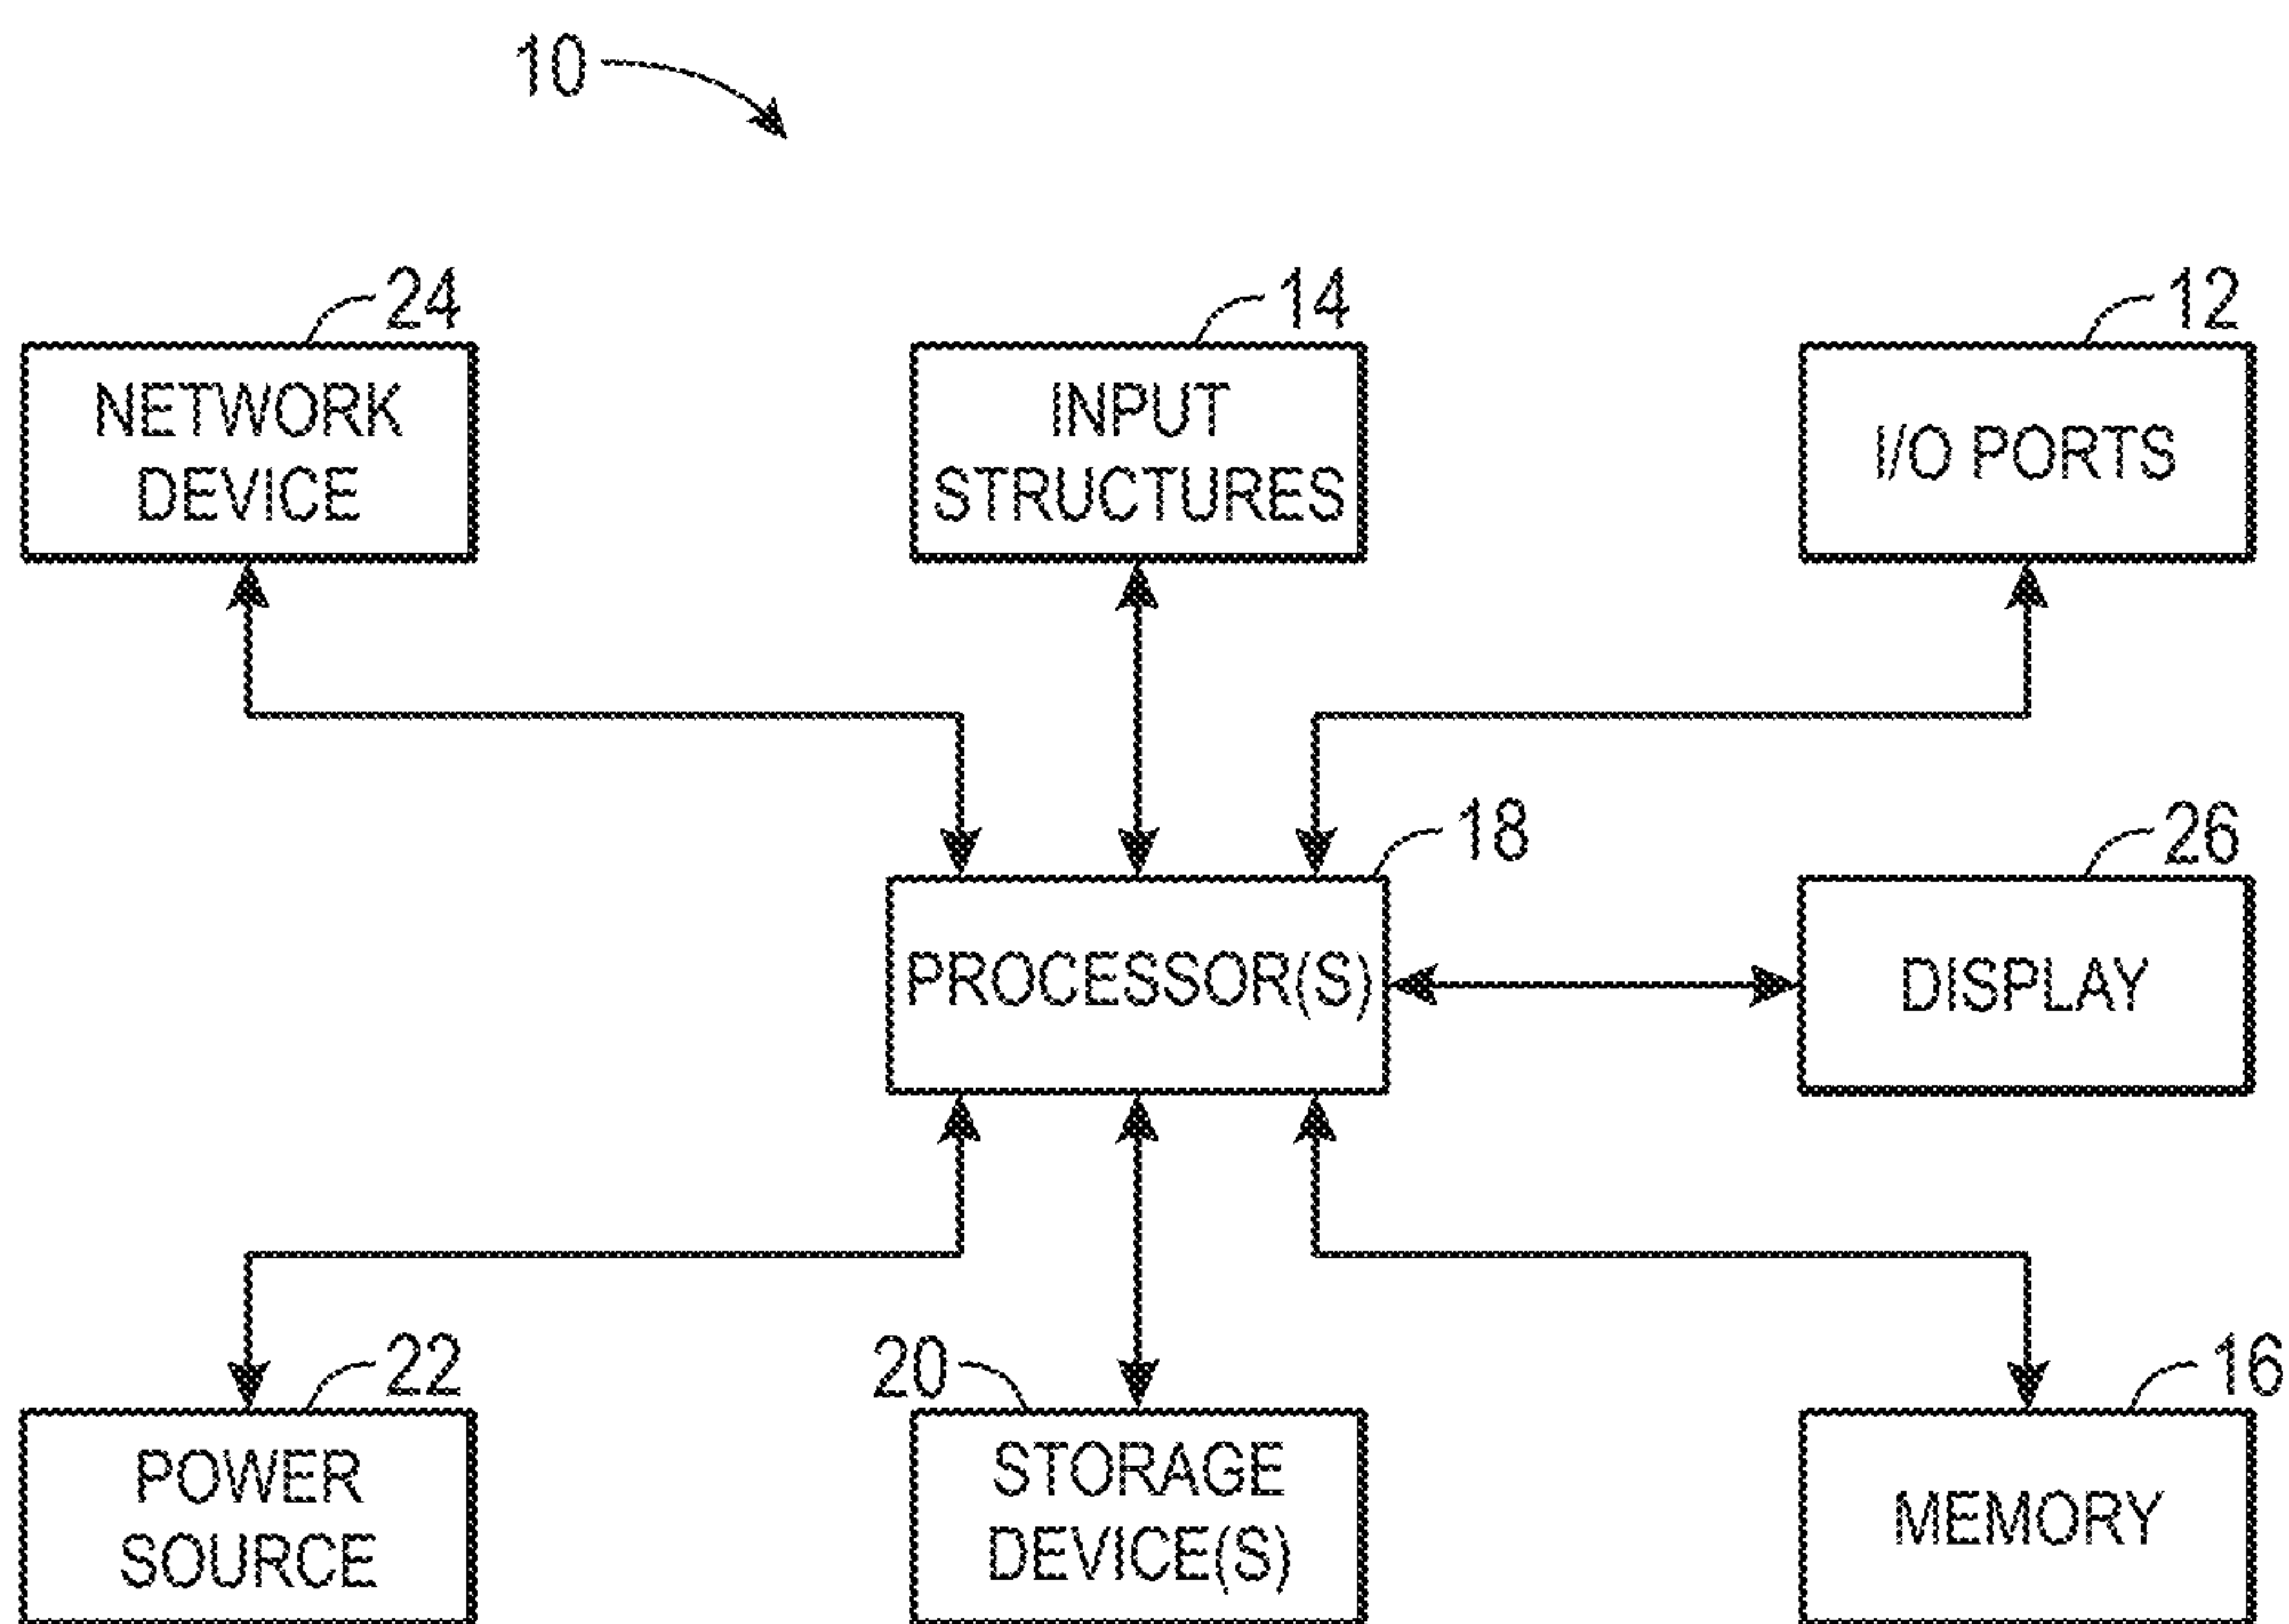 10
24
14
12
NETWORK
DEVICE
INPUT
STRUCTURES
I/O PORTS
18
26
PROCESSOR(S)
DISPLAY
22
20
16
POWER
SOURCE
STORAGE
DEVICE(S)
MEMORY